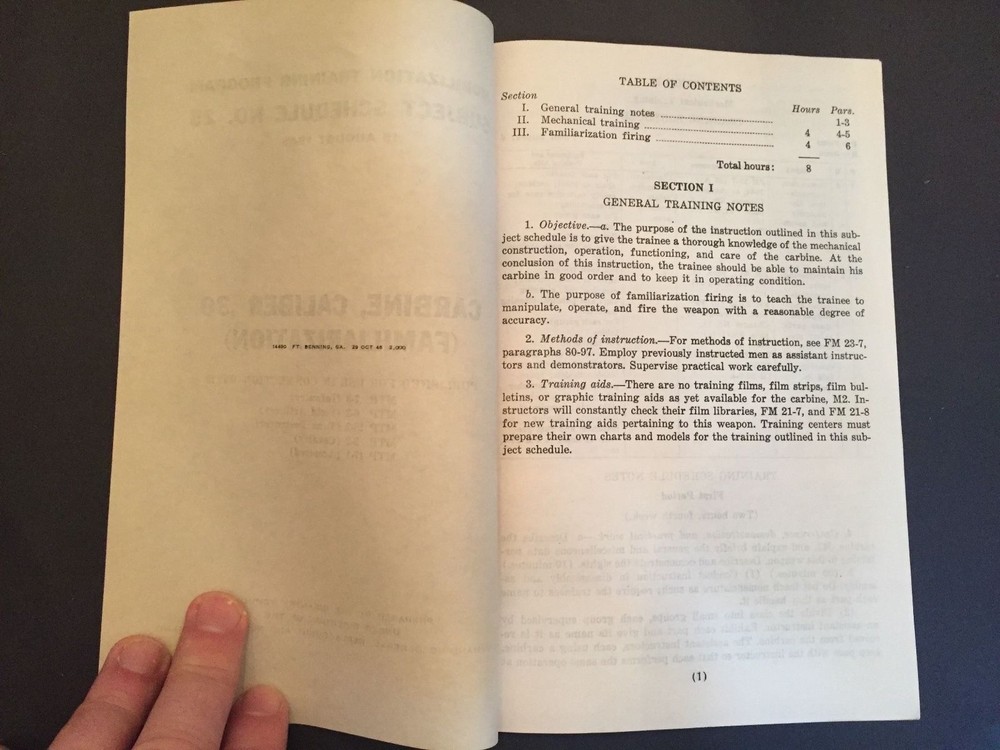 14490 FT. BENNING, GA. 29 OCT 48 2,000
TABLE OF CONTENTS
Section Hours Pars.
I. General training notes 1-3
II. Mechanical training 4 4-5
III. Familiarization firing 4 6
Total hours: 8
SECTION I
GENERAL TRAINING NOTES
1. Objective.—a. The purpose of the instruction outlined in this sub-
ject schedule is to give the trainee a thorough knowledge of the mechanical
construction, operation, functioning, and care of the carbine. At the
conclusion of this instruction, the trainee should be able to maintain his
carbine in good order and to keep it in operating condition.
b. The purpose of familiarization firing is to teach the trainee to
manipulate, operate, and fire the weapon with a reasonable degree of
accuracy.
2. Methods of instruction.—For methods of instruction, see FM 23-7,
paragraphs 80-97. Employ previously instructed men as assistant instruc-
tors and demonstrators. Supervise practical work carefully.
3. Training aids.—There are no training films, film strips, film bul-
letins, or graphic training aids as yet available for the carbine, M2. In-
structors will constantly check their film libraries, FM 21-7, and FM 21-8
for new training aids pertaining to this weapon. Training centers must
prepare their own charts and models for the training outlined in this sub-
ject schedule.
(1)